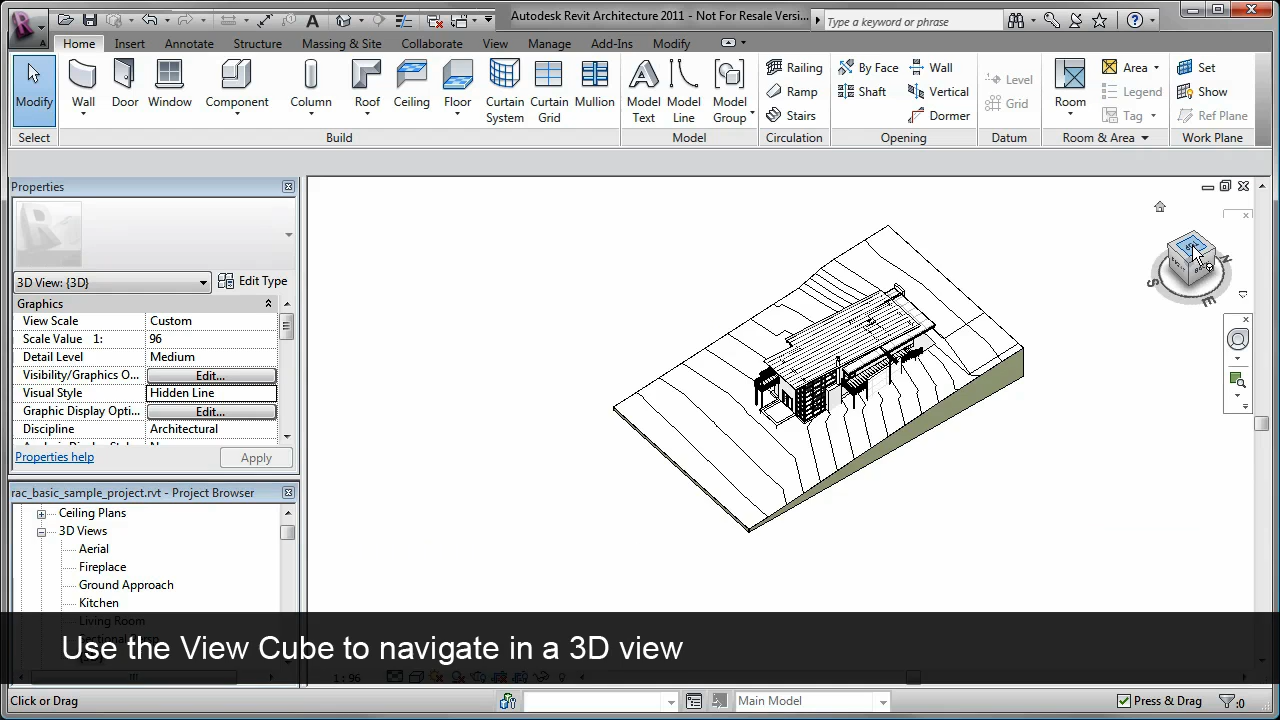 Autodesk Revit Architecture 2011 - Not For Resale Versi...
Type a keyword or phrase
Home Insert Annotate Structure Massing & Site Collaborate View Manage Add-Ins Modify
Modify Wall Door Window Component Column Roof Ceiling Floor Curtain System Curtain Grid Mullion Model Text Model Line Model Group
Railing By Face Wall Level Room Area Set
Ramp Shaft Vertical Grid Legend Show
Stairs Dormer Tag Ref Plane
Select Build Model Circulation Opening Datum Room & Area Work Plane
Properties
3D View: {3D} Edit Type
Graphics
View Scale Custom
Scale Value 1: 96
Detail Level Medium
Visibility/Graphics O... Edit...
Visual Style Hidden Line
Graphic Display Opti... Edit...
Discipline Architectural
Properties help Apply
rac_basic_sample_project.rvt - Project Browser
Ceiling Plans
3D Views
Aerial
Fireplace
Ground Approach
Kitchen
Living Room
N
S
E
Use the View Cube to navigate in a 3D view
1 : 96
Click or Drag Main Model Press & Drag :0